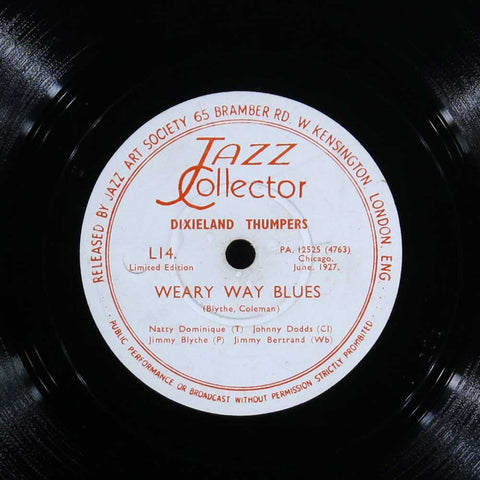 RELEASED BY JAZZ ART SOCIETY 65 BRAMBER RD. W KENSINGTON LONDON, ENG.
JAZZ
Collector
DIXIELAND THUMPERS
L14.
Limited Edition
PA. 12525 (4763)
Chicago.
June. 1927.
WEARY WAY BLUES
(Blythe, Coleman)
Natty Dominique (T) Johnny Dodds (Cl)
Jimmy Blythe (P) Jimmy Bertrand (Wb)
· PUBLIC PERFORMANCE OR BROADCAST WITHOUT PERMISSION STRICTLY PROHIBITED ·